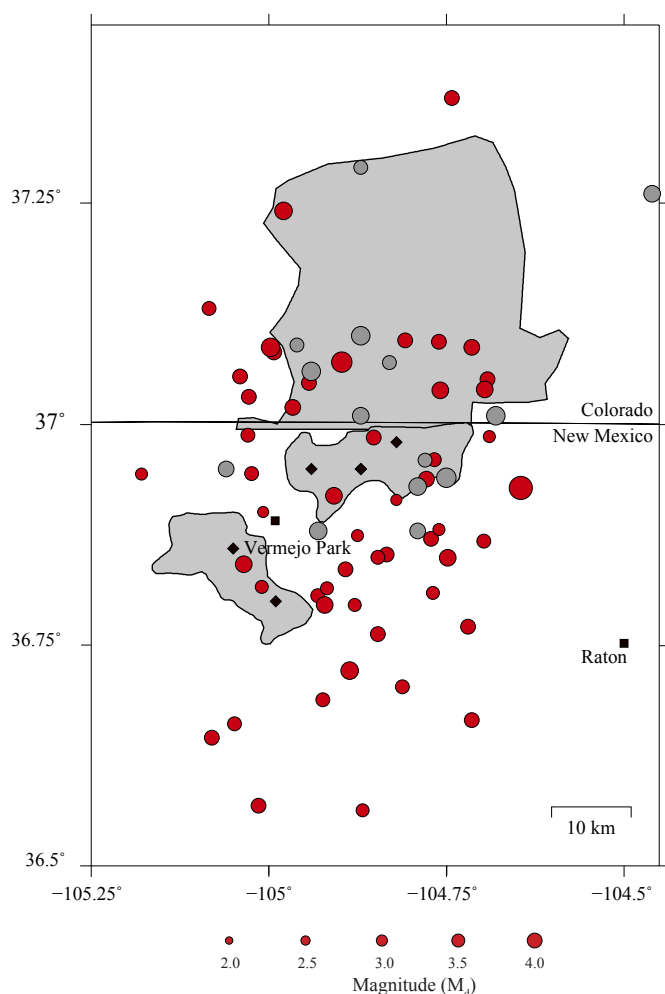 37.25°
Colorado
37°
New Mexico
Vermejo Park
36.75°
Raton
10 km
36.5°
−105.25°
−105°
−104.75°
−104.5°
2.0
2.5
3.0
3.5
4.0
Magnitude (Md)